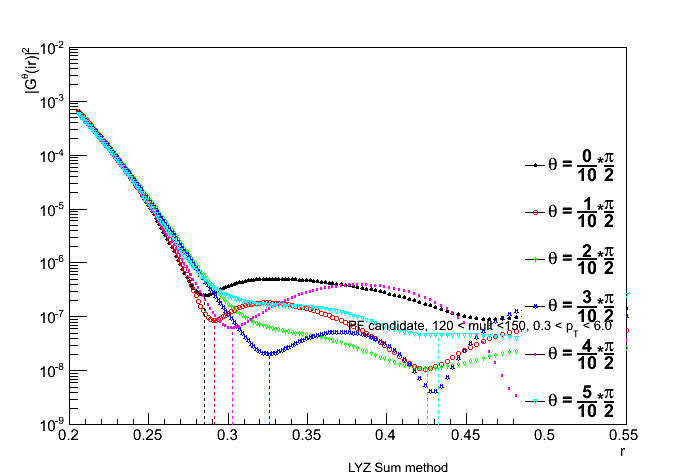 |G^θ(ir)|²
10⁻²
10⁻³
10⁻⁴
10⁻⁵
10⁻⁶
10⁻⁷
10⁻⁸
10⁻⁹
θ = 0/10 * π/2
θ = 1/10 * π/2
θ = 2/10 * π/2
θ = 3/10 * π/2
candidate, 120 < mult <150, 0.3 < p_T < 6.0
θ = 4/10 * π/2
θ = 5/10 * π/2
0.2 0.25 0.3 0.35 0.4 0.45 0.5 0.55
r
LYZ Sum method